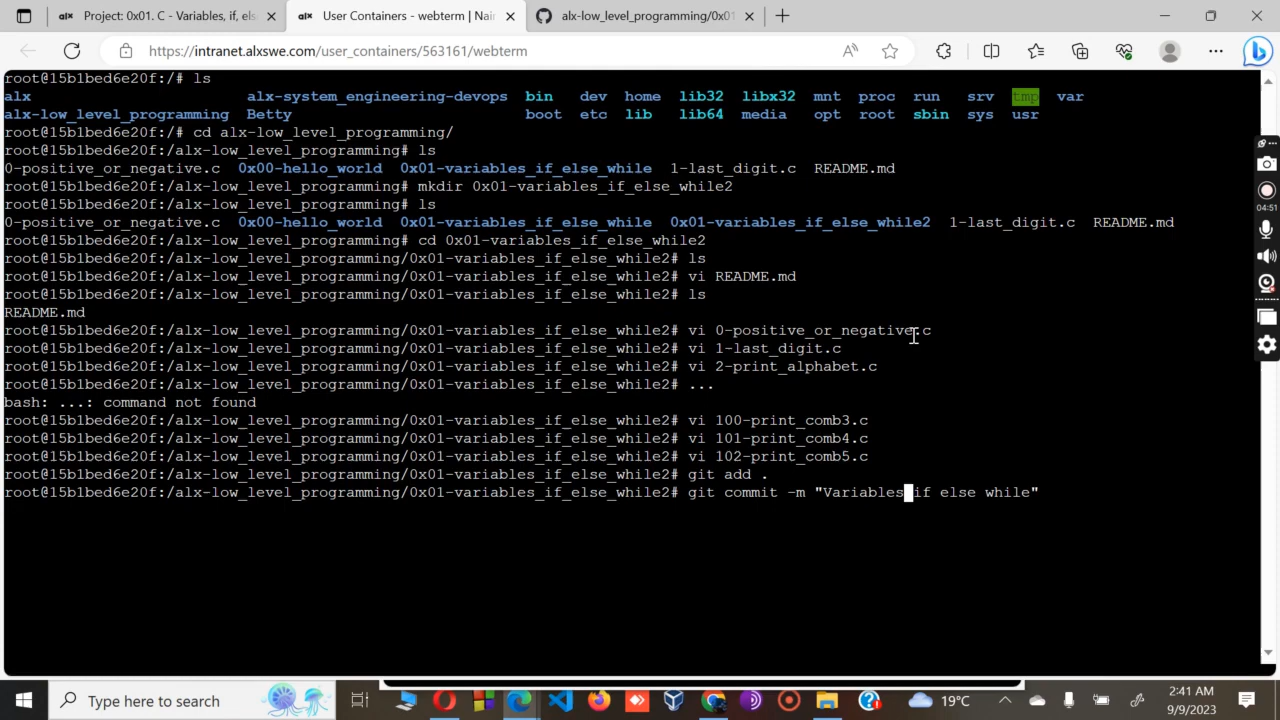 Project: 0x01. C - Variables, if, els
User Containers - webterm | Nair
alx-low_level_programming/0x01
https://intranet.alxswe.com/user_containers/563161/webterm
root@15b1bed6e20f:/# ls
alx alx-system_engineering-devops bin dev home lib32 libx32 mnt proc run srv tmp var
alx-low_level_programming Betty boot etc lib lib64 media opt root sbin sys usr
root@15b1bed6e20f:/# cd alx-low_level_programming/
root@15b1bed6e20f:/alx-low_level_programming# ls
0-positive_or_negative.c 0x00-hello_world 0x01-variables_if_else_while 1-last_digit.c README.md
root@15b1bed6e20f:/alx-low_level_programming# mkdir 0x01-variables_if_else_while2
root@15b1bed6e20f:/alx-low_level_programming# ls
0-positive_or_negative.c 0x00-hello_world 0x01-variables_if_else_while 0x01-variables_if_else_while2 1-last_digit.c README.md
root@15b1bed6e20f:/alx-low_level_programming# cd 0x01-variables_if_else_while2
root@15b1bed6e20f:/alx-low_level_programming/0x01-variables_if_else_while2# ls
root@15b1bed6e20f:/alx-low_level_programming/0x01-variables_if_else_while2# vi README.md
root@15b1bed6e20f:/alx-low_level_programming/0x01-variables_if_else_while2# ls
README.md
root@15b1bed6e20f:/alx-low_level_programming/0x01-variables_if_else_while2# vi 0-positive_or_negative.c
root@15b1bed6e20f:/alx-low_level_programming/0x01-variables_if_else_while2# vi 1-last_digit.c
root@15b1bed6e20f:/alx-low_level_programming/0x01-variables_if_else_while2# vi 2-print_alphabet.c
root@15b1bed6e20f:/alx-low_level_programming/0x01-variables_if_else_while2# ...
bash: ...: command not found
root@15b1bed6e20f:/alx-low_level_programming/0x01-variables_if_else_while2# vi 100-print_comb3.c
root@15b1bed6e20f:/alx-low_level_programming/0x01-variables_if_else_while2# vi 101-print_comb4.c
root@15b1bed6e20f:/alx-low_level_programming/0x01-variables_if_else_while2# vi 102-print_comb5.c
root@15b1bed6e20f:/alx-low_level_programming/0x01-variables_if_else_while2# git add .
root@15b1bed6e20f:/alx-low_level_programming/0x01-variables_if_else_while2# git commit -m "Variables if else while"
04:51
Type here to search
19°C
2:41 AM
9/9/2023